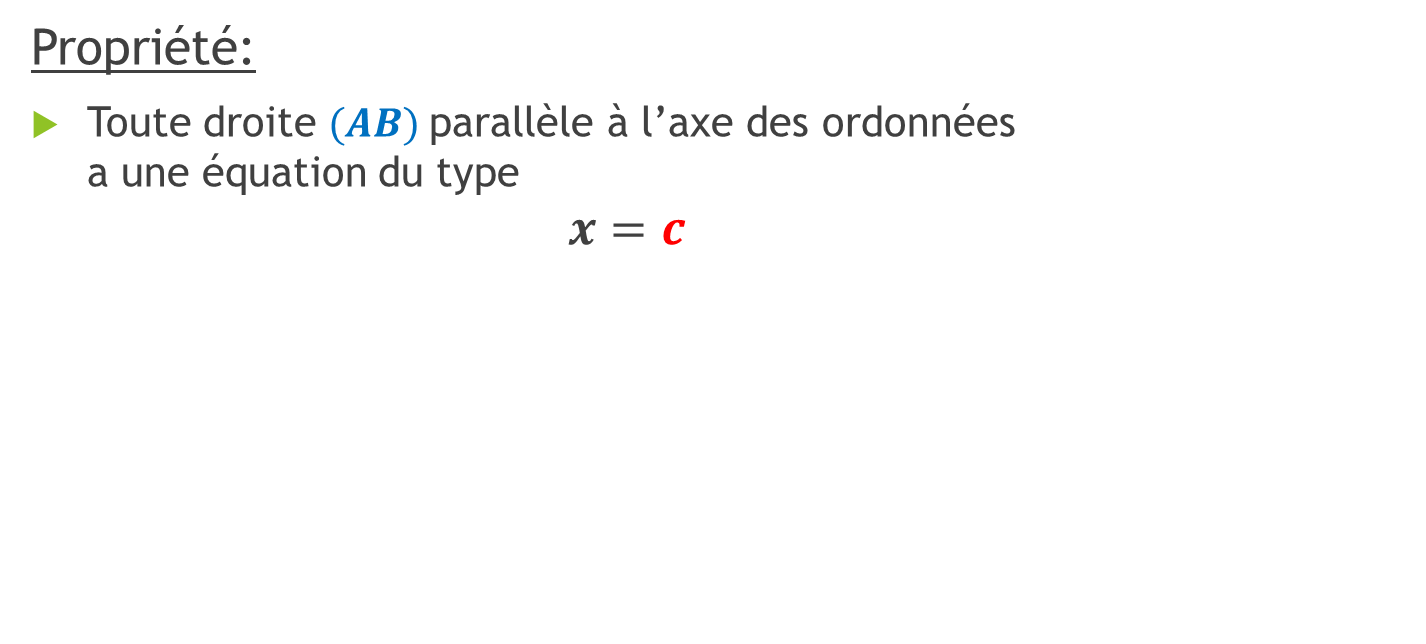 Propriété:
Toute droite (AB) parallèle à l’axe des ordonnées
a une équation du type
x = c